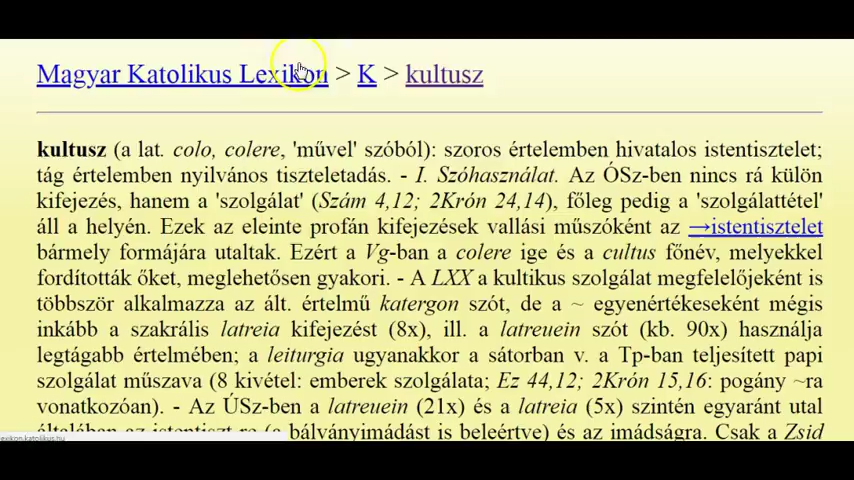 Magyar Katolikus Lexikon > K > kultusz
kultusz (a lat. colo, colere, 'művel' szóból): szoros értelemben hivatalos istentisztelet;
tág értelemben nyilvános tiszteletadás. - I. Szóhasználat. Az ÓSz-ben nincs rá külön
kifejezés, hanem a 'szolgálat' (Szám 4,12; 2Krón 24,14), főleg pedig a 'szolgálattétel'
áll a helyén. Ezek az eleinte profán kifejezések vallási műszóként az →istentisztelet
bármely formájára utaltak. Ezért a Vg-ban a colere ige és a cultus főnév, melyekkel
fordították őket, meglehetősen gyakori. - A LXX a kultikus szolgálat megfelelőjeként is
többször alkalmazza az ált. értelmű katergon szót, de a ~ egyenértékeseként mégis
inkább a szakrális latreia kifejezést (8x), ill. a latreuein szót (kb. 90x) használja
legtágabb értelmében; a leiturgia ugyanakkor a sátorban v. a Tp-ban teljesített papi
szolgálat műszava (8 kivétel: emberek szolgálata; Ez 44,12; 2Krón 15,16: pogány ~ra
vonatkozóan). - Az ÚSz-ben a latreuein (21x) és a latreia (5x) szintén egyaránt utal
általában az istentiszt-re (a bálványimádást is beleértve) és az imádságra. Csak a Zsid
lexikon.katolikus.hu